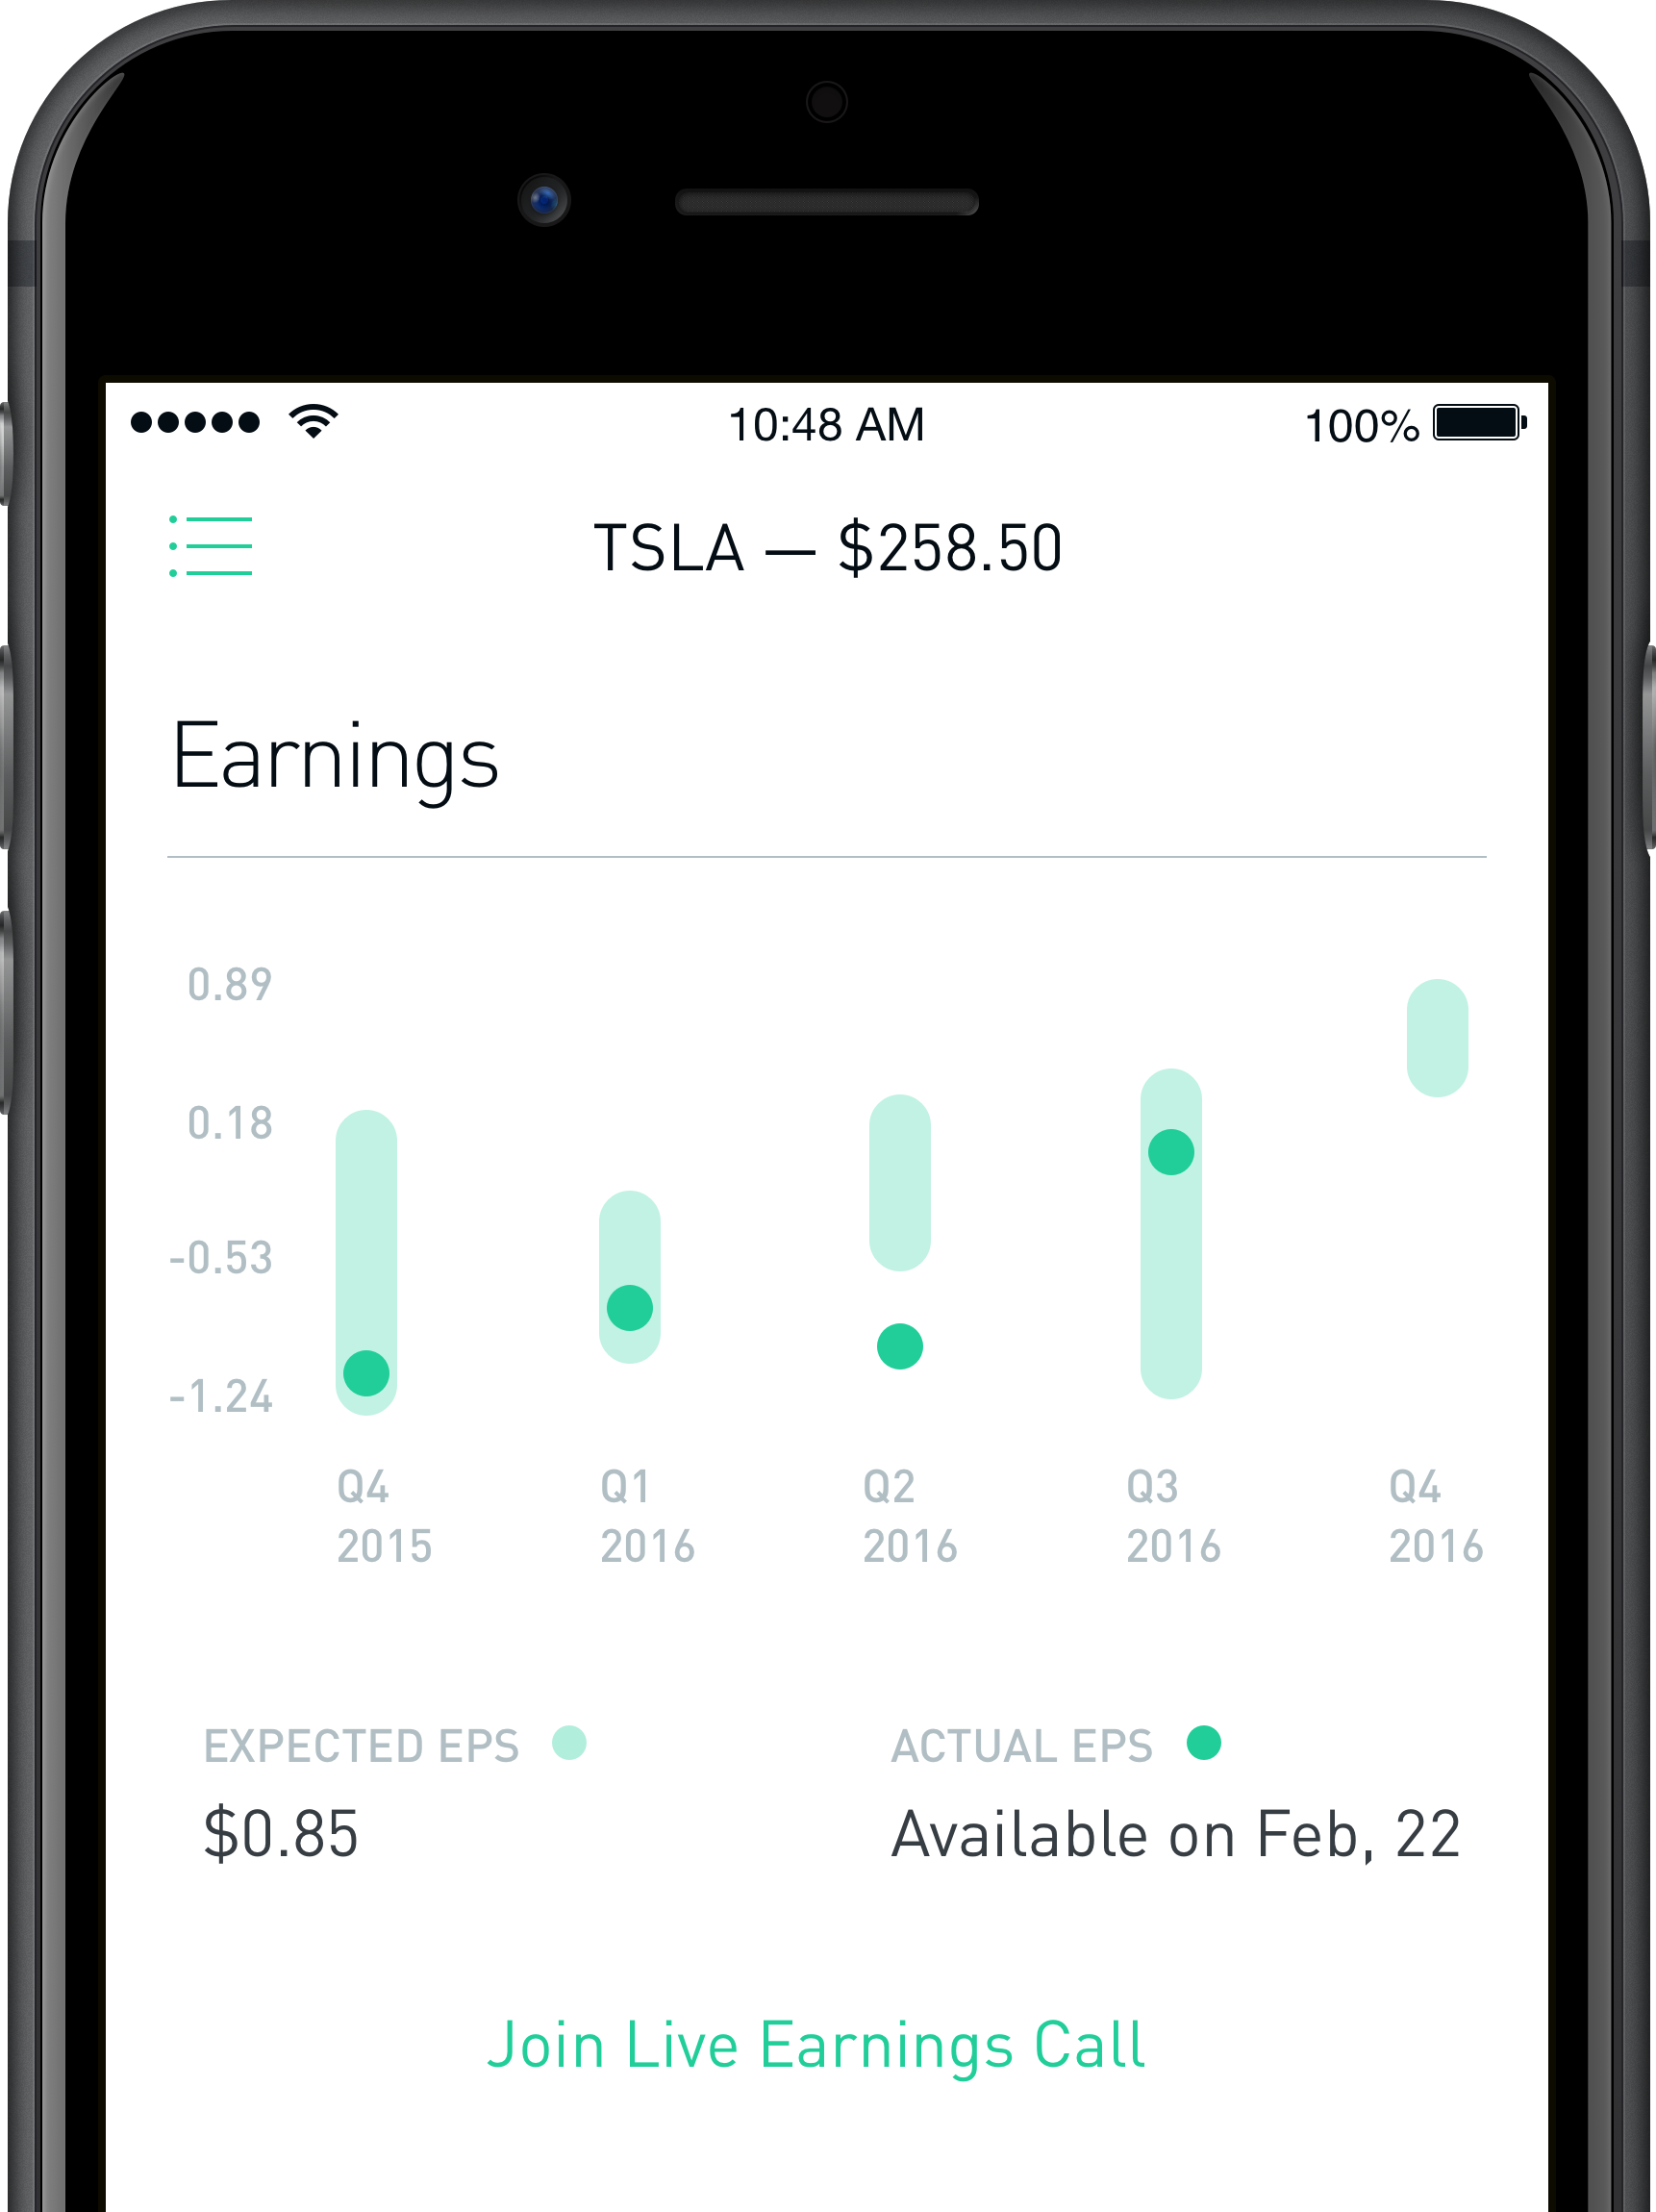 10:48 AM
100%
TSLA — $258.50
Earnings
0.89
0.18
-0.53
-1.24
Q4 Q1 Q2 Q3 Q4
2015 2016 2016 2016 2016
EXPECTED EPS ACTUAL EPS
$0.85 Available on Feb, 22
Join Live Earnings Call